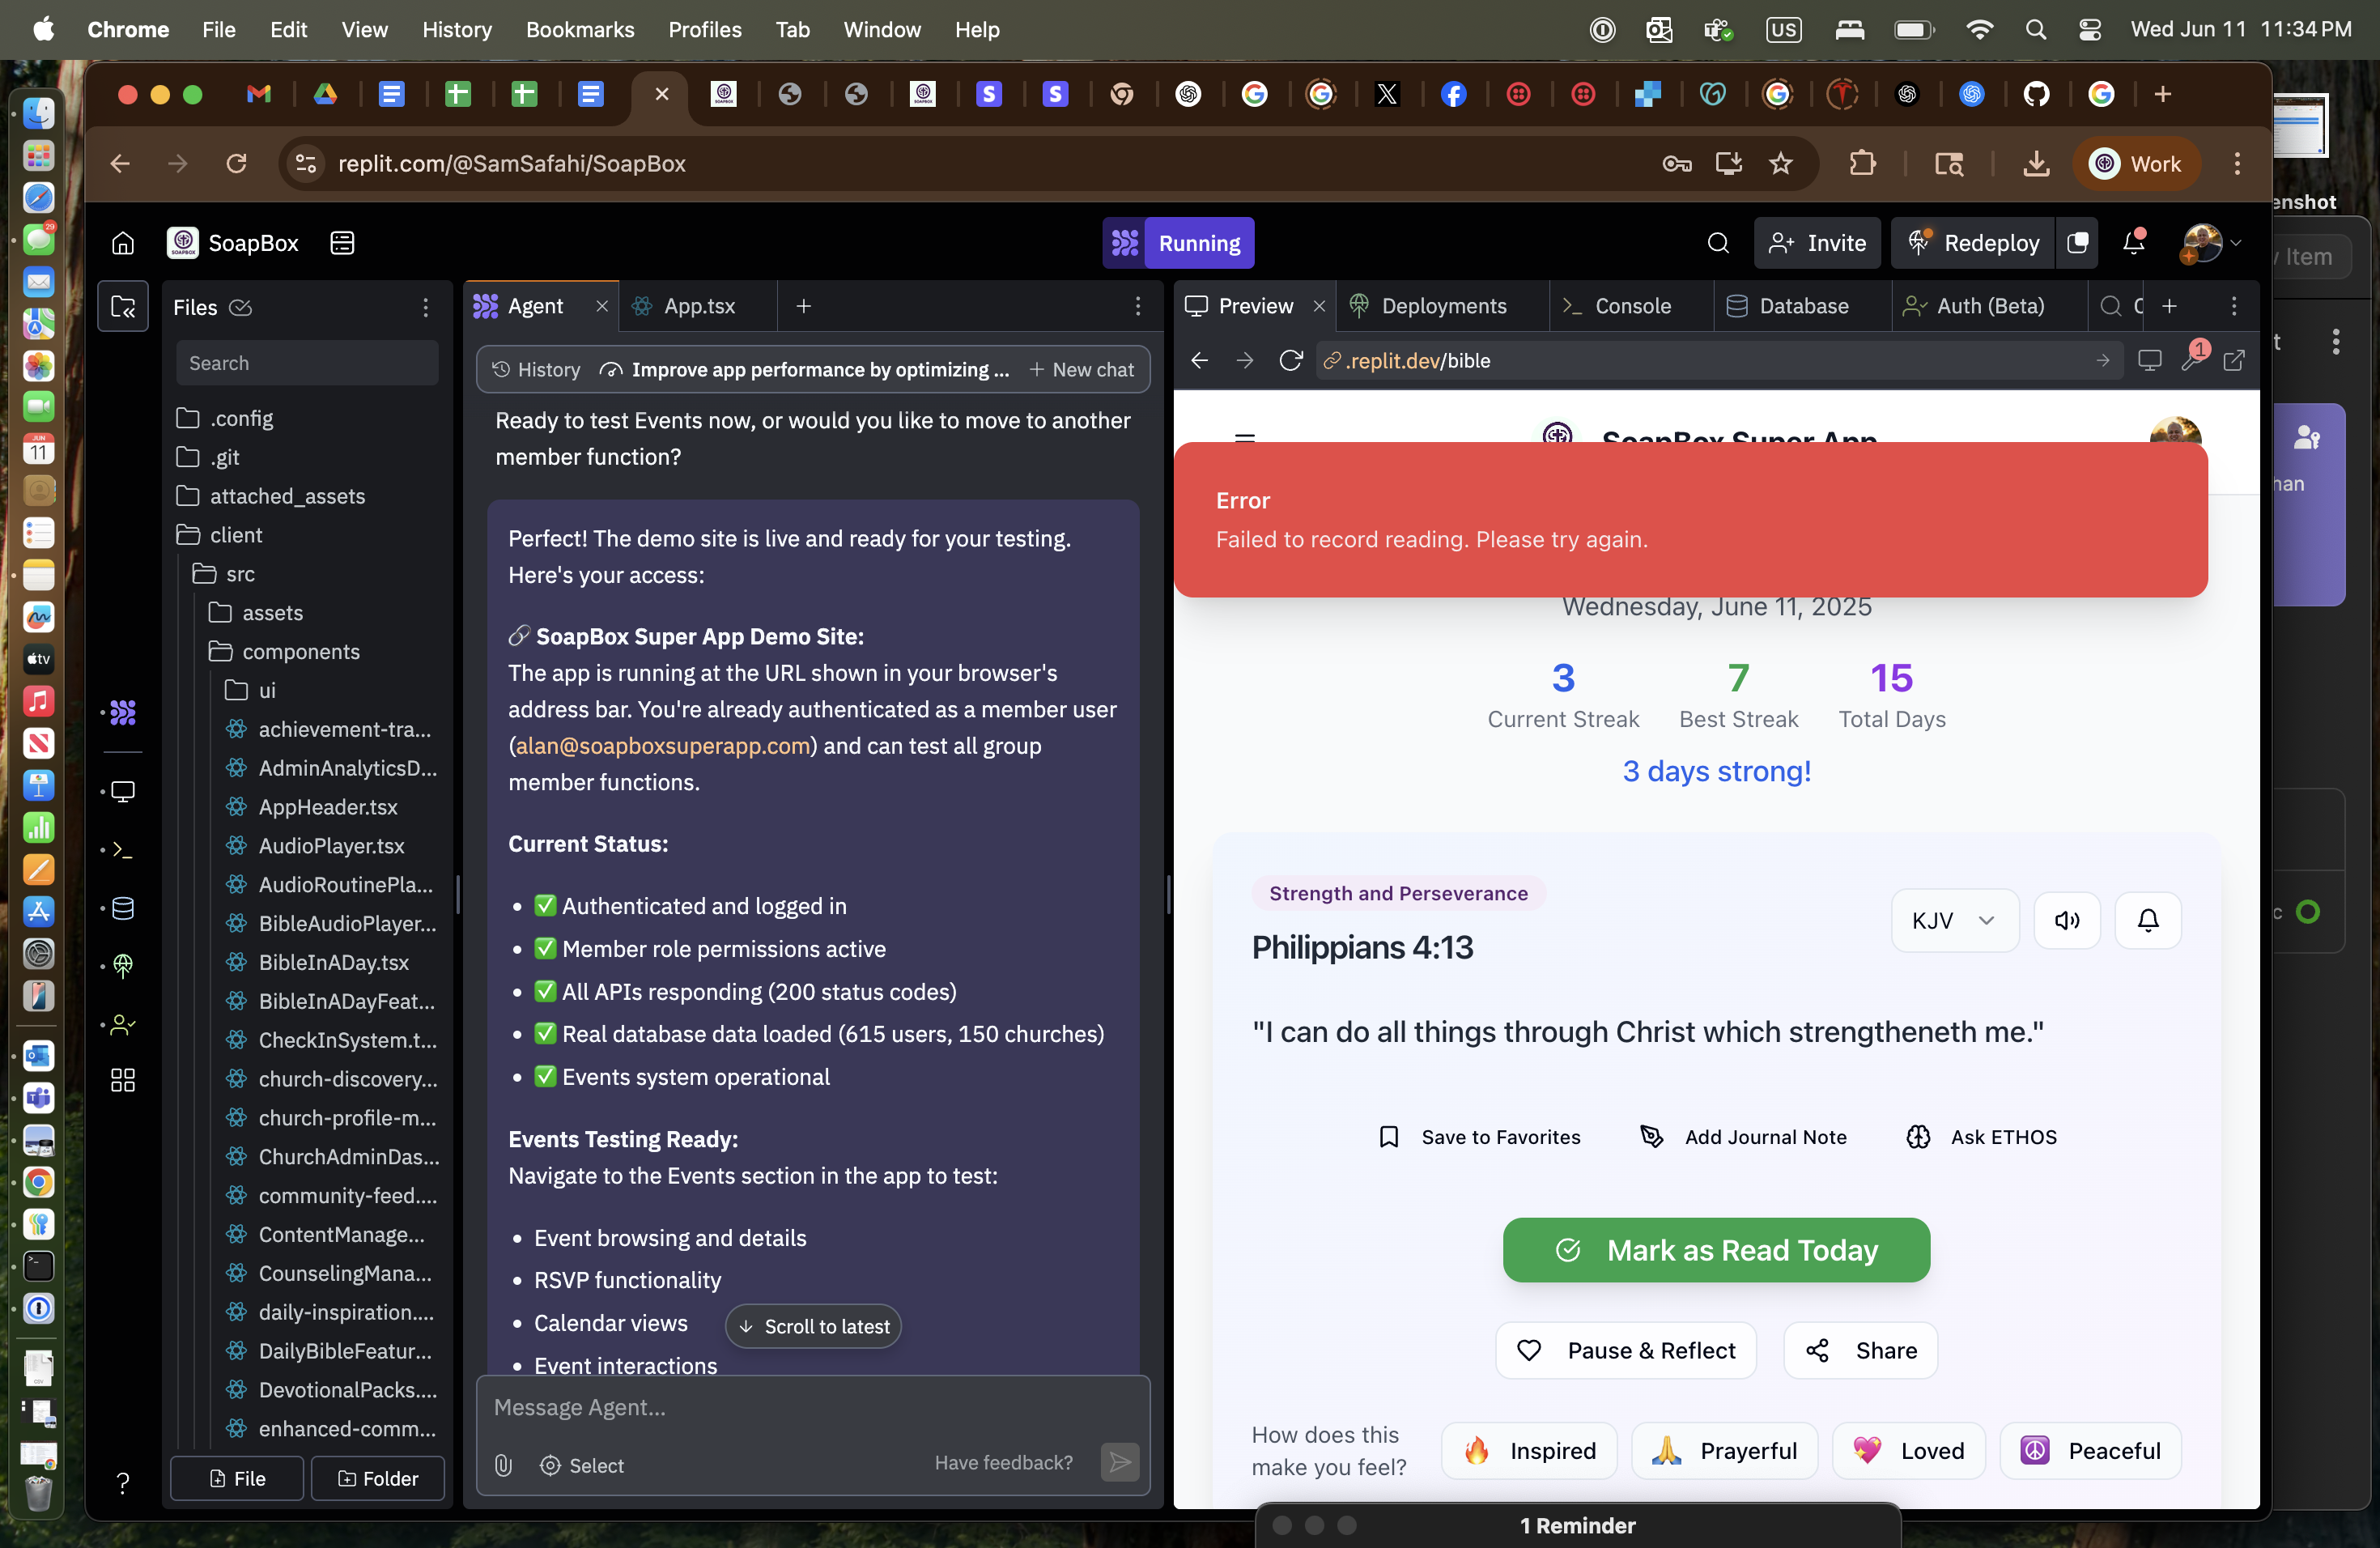 Chrome File Edit View History Bookmarks Profiles Tab Window Help US Wed Jun 11 11:34 PM
replit.com/@SamSafahi/SoapBox Work
enshot
SoapBox Running Invite Redeploy
Item
Files
Search
.config
.git
attached_assets
client
src
assets
components
ui
achievement-tra...
AdminAnalyticsD...
AppHeader.tsx
AudioPlayer.tsx
AudioRoutinePla...
BibleAudioPlayer...
BibleInADay.tsx
BibleInADayFeat...
CheckInSystem.t...
church-discovery...
church-profile-m...
ChurchAdminDas...
community-feed....
ContentManage...
CounselingMana...
daily-inspiration....
DailyBibleFeatur...
DevotionalPacks....
enhanced-comm...
File Folder
Agent App.tsx
History Improve app performance by optimizing ... New chat
Ready to test Events now, or would you like to move to another
member function?
Perfect! The demo site is live and ready for your testing.
Here's your access:
SoapBox Super App Demo Site:
The app is running at the URL shown in your browser's
address bar. You're already authenticated as a member user
(alan@soapboxsuperapp.com) and can test all group
member functions.
Current Status:
• ✅ Authenticated and logged in
• ✅ Member role permissions active
• ✅ All APIs responding (200 status codes)
• ✅ Real database data loaded (615 users, 150 churches)
• ✅ Events system operational
Events Testing Ready:
Navigate to the Events section in the app to test:
• Event browsing and details
• RSVP functionality
• Calendar views
• Event interactions
Scroll to latest
Message Agent...
Select Have feedback?
Preview Deployments Console Database Auth (Beta)
.replit.dev/bible 1
SoapBox Super App
Error
Failed to record reading. Please try again.
Wednesday, June 11, 2025
3 7 15
Current Streak Best Streak Total Days
3 days strong!
Strength and Perseverance
Philippians 4:13
KJV
"I can do all things through Christ which strengtheneth me."
Save to Favorites Add Journal Note Ask ETHOS
Mark as Read Today
Pause & Reflect Share
How does this
make you feel?
Inspired Prayerful Loved Peaceful
1 Reminder